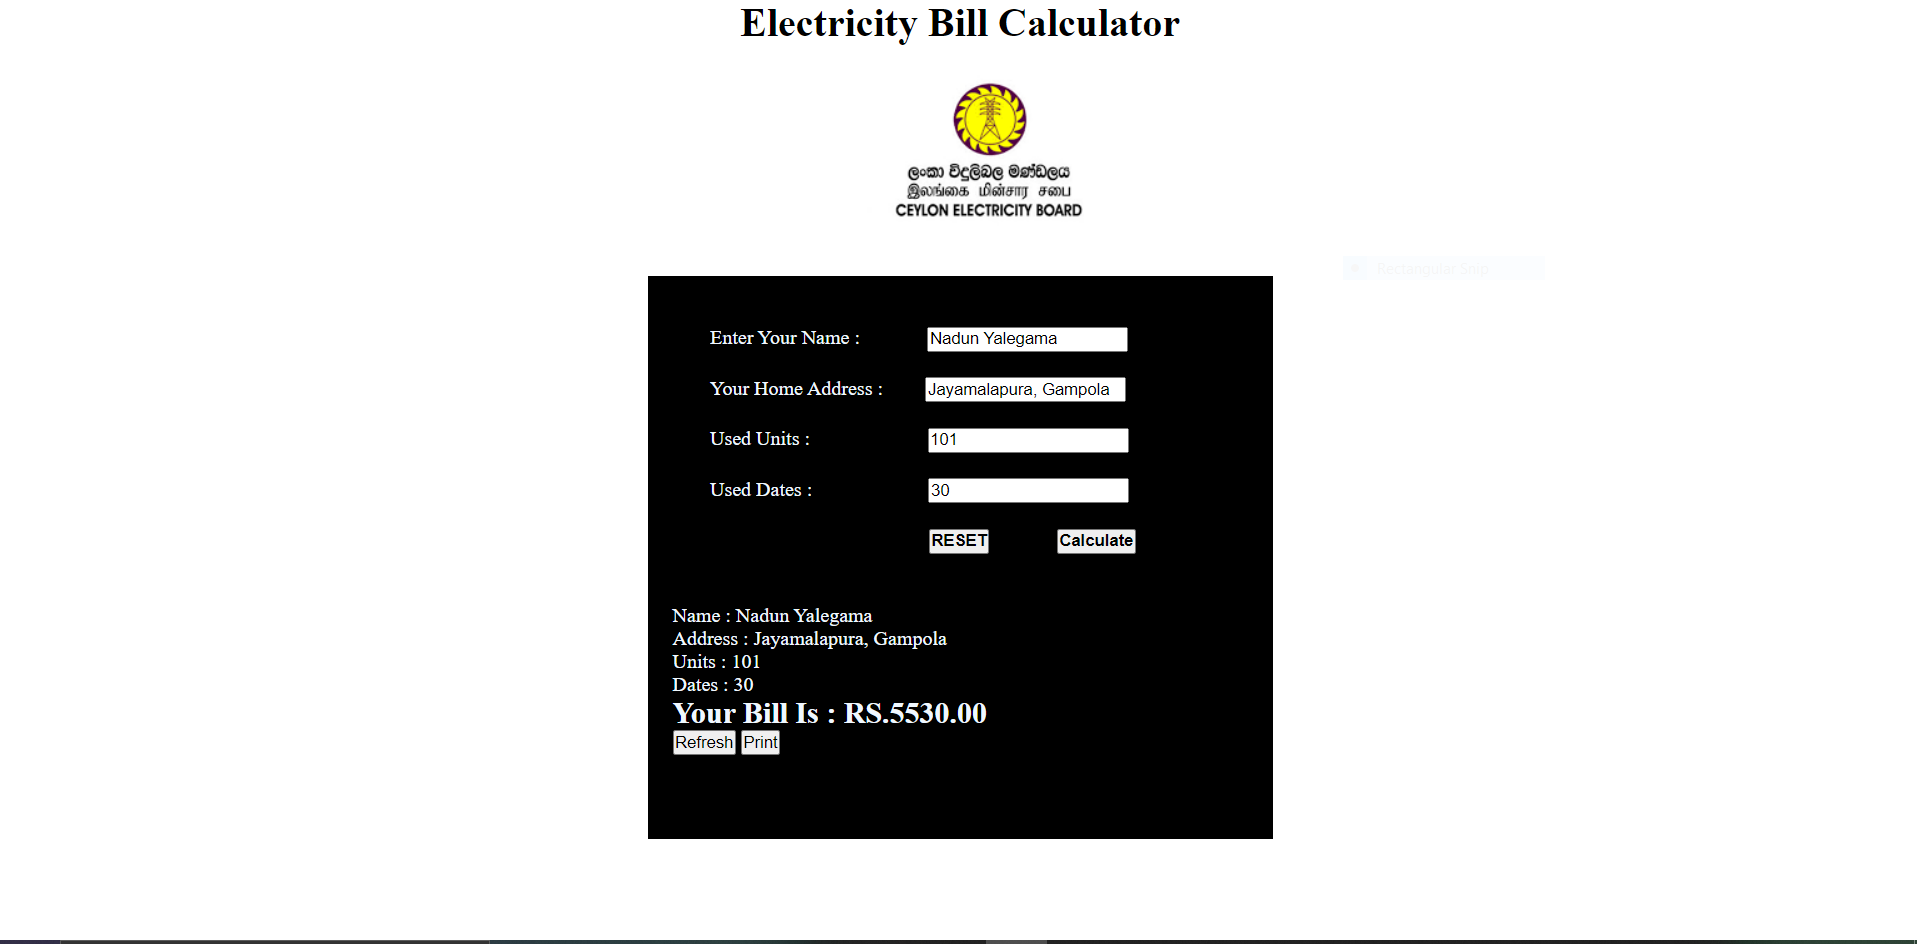 Electricity Bill Calculator
ලංකා විදුලිබල මණ්ඩලය
இலங்கை மின்சார சபை
CEYLON ELECTRICITY BOARD
Rectangular Snip
Enter Your Name : Nadun Yalegama
Your Home Address : Jayamalapura, Gampola
Used Units : 101
Used Dates : 30
RESET Calculate
Name : Nadun Yalegama
Address : Jayamalapura, Gampola
Units : 101
Dates : 30
Your Bill Is : RS.5530.00
Refresh Print